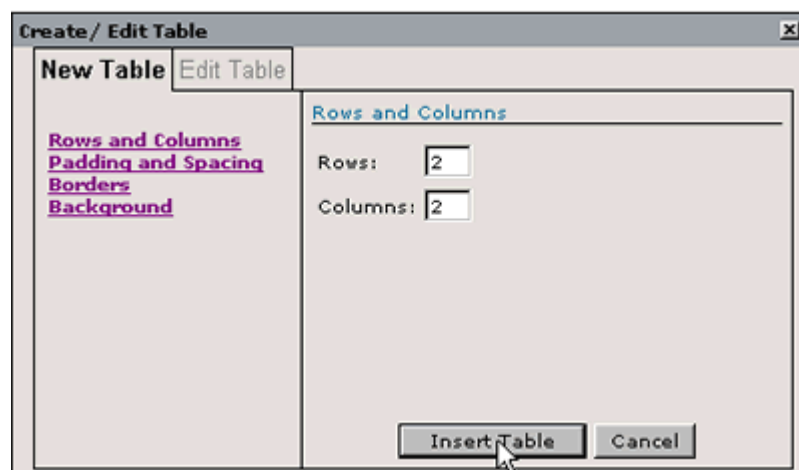 Create/ Edit Table
New Table Edit Table
Rows and Columns
Padding and Spacing
Borders
Background
Rows and Columns
Rows: 2
Columns: 2
Insert Table Cancel